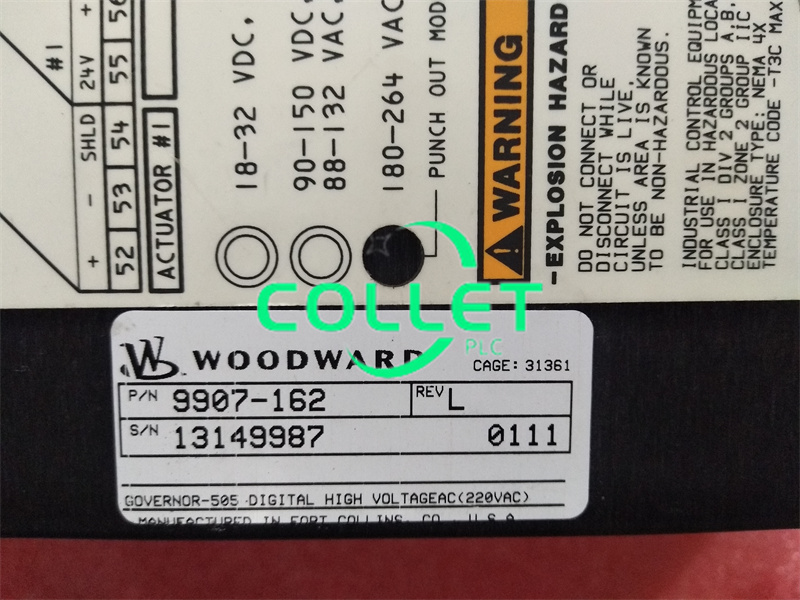 #1
24V +
55 56
SHLD
54
-
53
+
52
ACTUATOR #1
18-32 VDC,
90-150 VDC,
88-132 VAC,
180-264 VAC
PUNCH OUT MOD
WARNING
-EXPLOSION HAZARD
DO NOT CONNECT OR
DISCONNECT WHILE
CIRCUIT IS LIVE,
UNLESS AREA IS KNOWN
TO BE NON-HAZARDOUS.
INDUSTRIAL CONTROL EQUIPM
FOR USE IN HAZARDOUS LOCA
CLASS I DIV 2 GROUPS A,B,
CLASS I ZONE 2 GROUP IIC
ENCLOSURE TYPE: NEMA 4X
TEMPERATURE CODE -T3C MAX
COLLET
PLC
W WOODWARD
CAGE: 31361
P/N 9907-162 REV L
S/N 13149987 0111
GOVERNOR-505 DIGITAL HIGH VOLTAGEAC(220VAC)
MANUFACTURED IN FORT COLLINS, CO., U.S.A